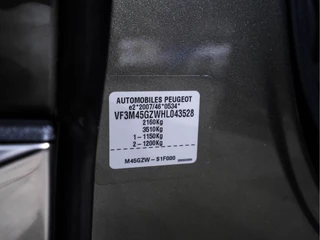 AUTOMOBILES PEUGEOT
e2*2007/46*0534*
VF3M45GZWHL043528
2160Kg
3510Kg
1 - 1150Kg
2 - 1200Kg
M45GZW - S1F000